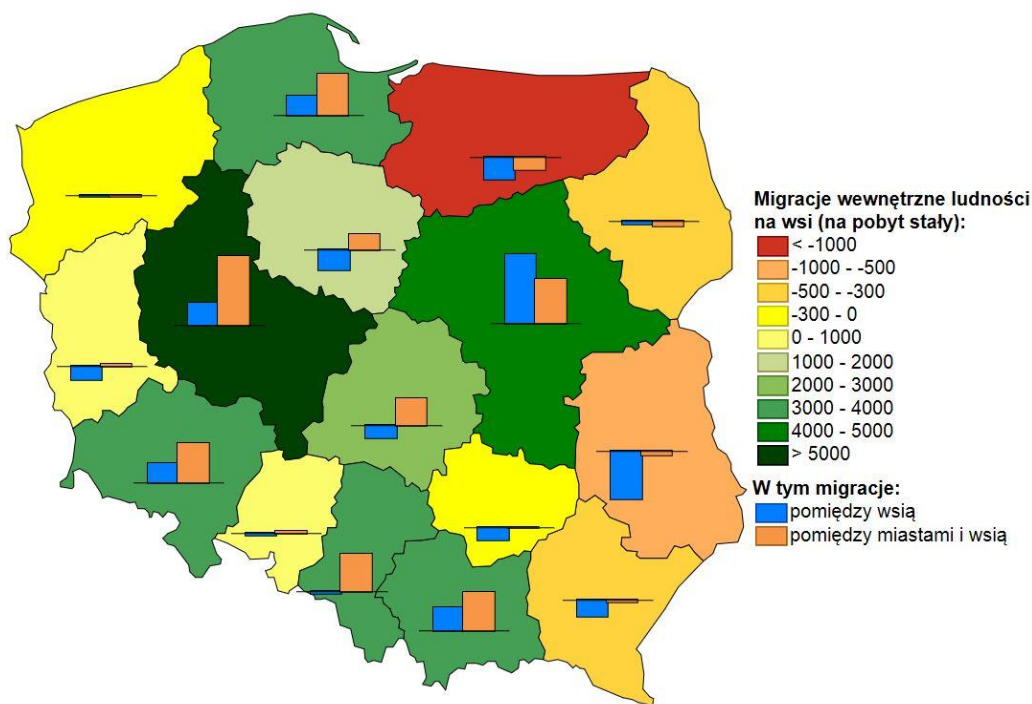 Migracje wewnętrzne ludności
na wsi (na pobyt stały):
< -1000
-1000 - -500
-500 - -300
-300 - 0
0 - 1000
1000 - 2000
2000 - 3000
3000 - 4000
4000 - 5000
> 5000
W tym migracje:
pomiędzy wsią
pomiędzy miastami i wsią